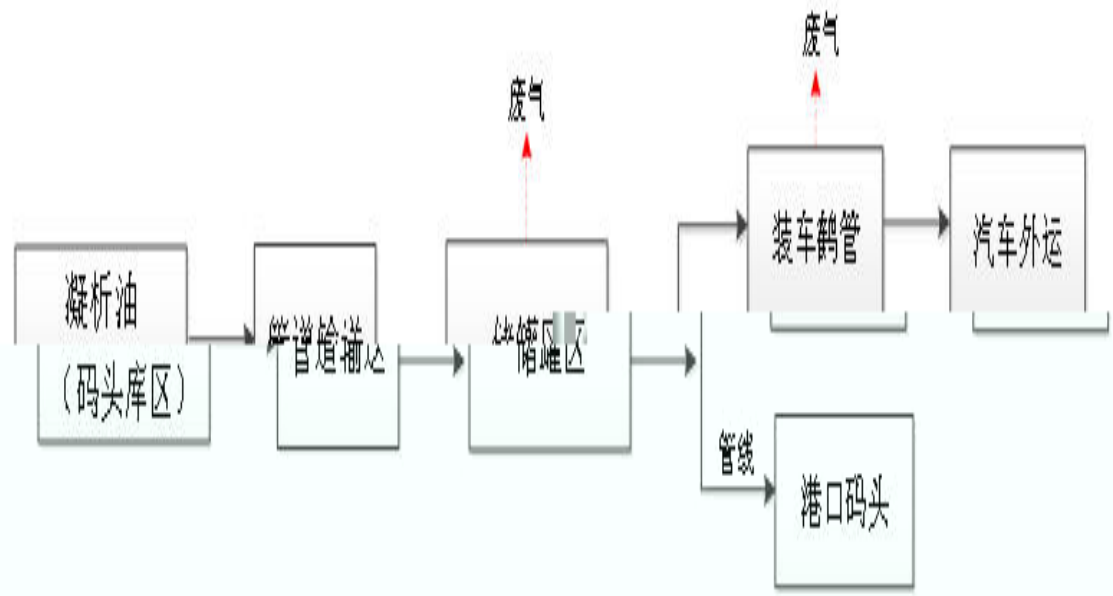 废气
废气
装车鹤管
汽车外运
凝析油
（码头库区）
管道输送
储罐区
管线
港口码头